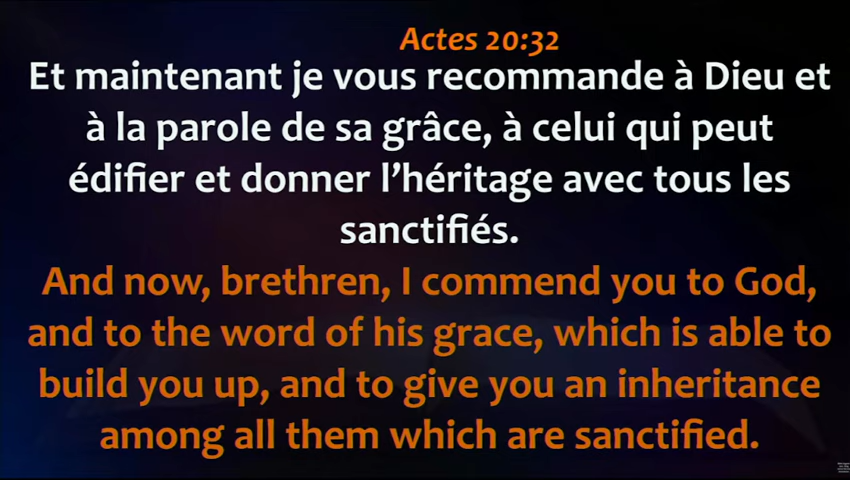 Actes 20:32
Et maintenant je vous recommande à Dieu et
à la parole de sa grâce, à celui qui peut
édifier et donner l’héritage avec tous les
sanctifiés.
And now, brethren, I commend you to God,
and to the word of his grace, which is able to
build you up, and to give you an inheritance
among all them which are sanctified.